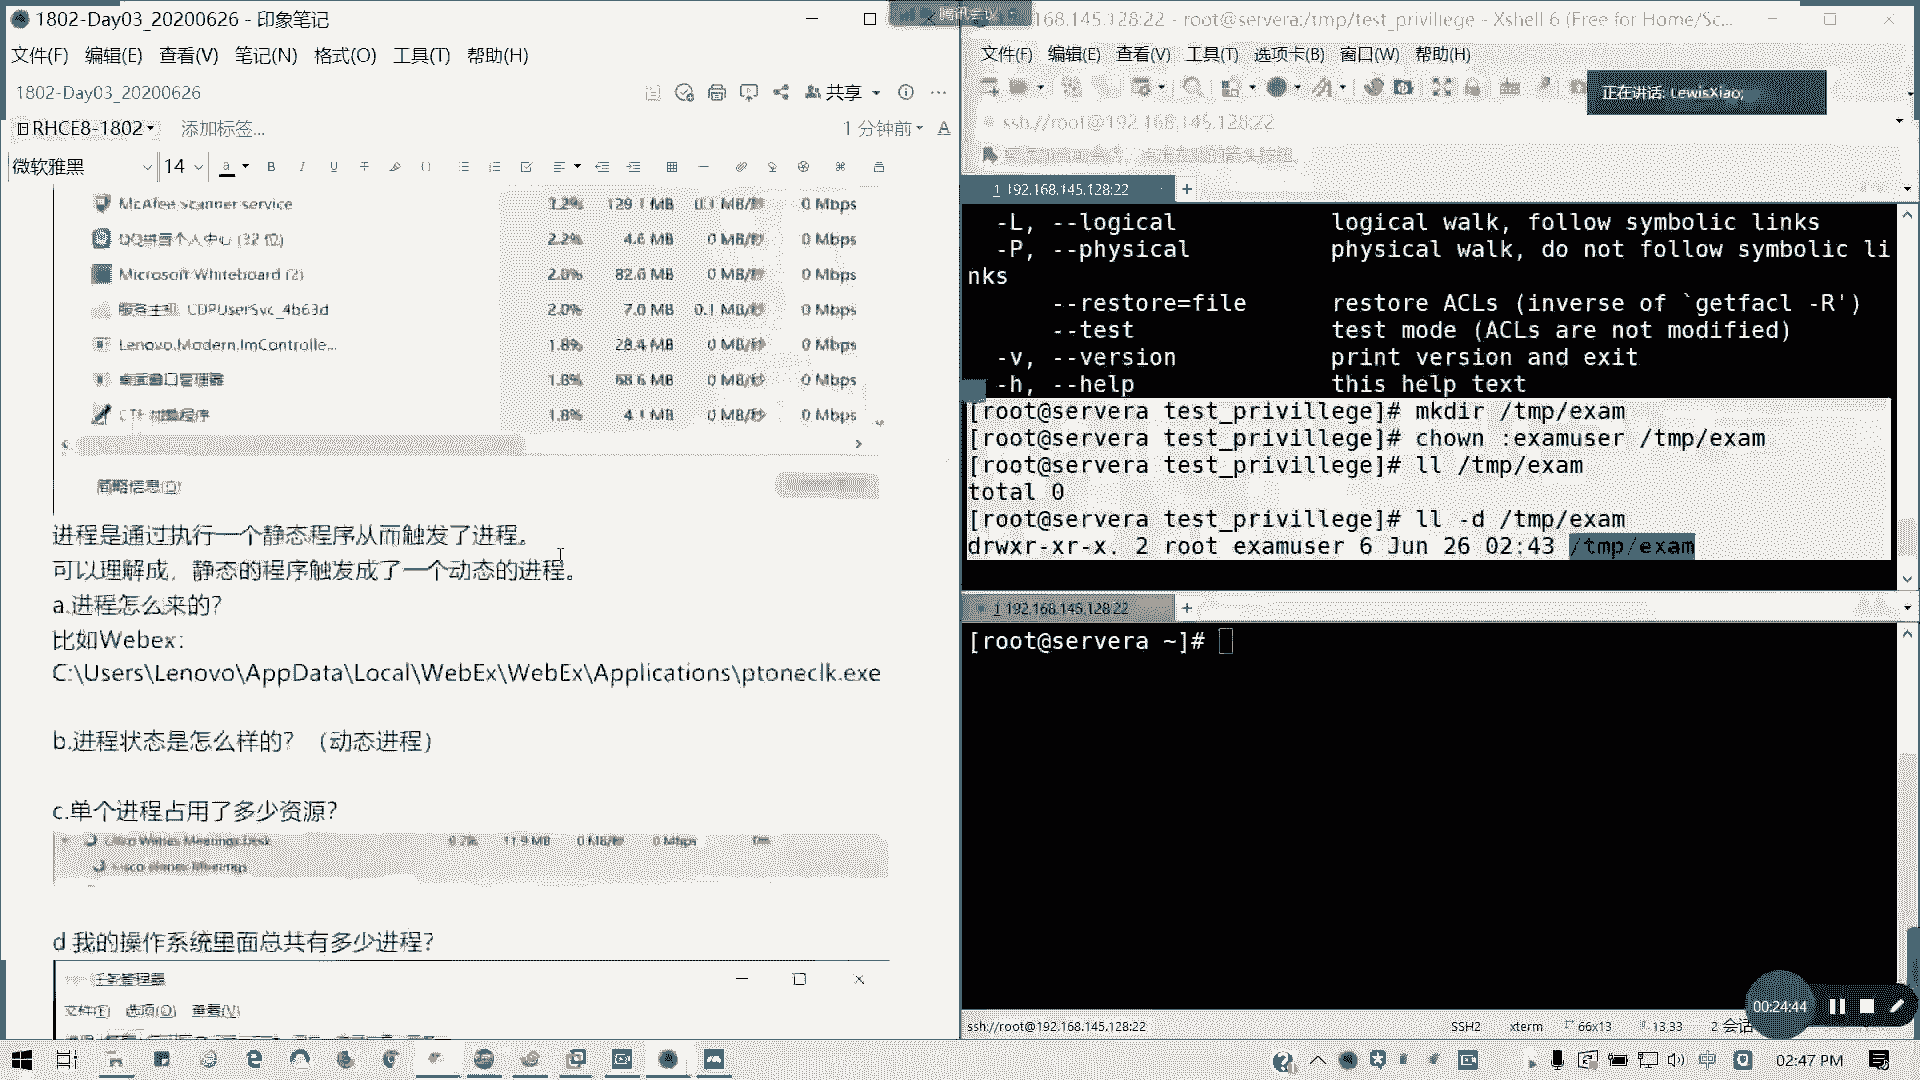 1802-Day03_20200626 - 印象笔记
文件(F) 编辑(E) 查看(V) 笔记(N) 格式(O) 工具(T) 帮助(H)
1802-Day03_20200626
共享
RHCE8-1802
添加标签...
1 分钟前
微软雅黑 14
McAfee Scanner service 1.2% 129.1 MB 0.1 MB/秒 0 Mbps
QQ拼音个人中心 (32 位) 2.2% 4.6 MB 0 MB/秒 0 Mbps
Microsoft Whiteboard (2) 2.0% 82.6 MB 0 MB/秒 0 Mbps
服务主机: CDPUserSvc_4b63d 2.0% 7.0 MB 0.1 MB/秒 0 Mbps
Lenovo.Modern.ImControlle... 1.8% 28.4 MB 0 MB/秒 0 Mbps
桌面窗口管理器 1.8% 68.6 MB 0 MB/秒 0 Mbps
CTF 加载程序 1.8% 4.1 MB 0 MB/秒 0 Mbps
简略信息(D)
进程是通过执行一个静态程序从而触发了进程。
可以理解成，静态的程序触发成了一个动态的进程。
a.进程怎么来的?
比如Webex:
C:\Users\Lenovo\AppData\Local\WebEx\WebEx\Applications\ptoneclk.exe
b.进程状态是怎么样的? （动态进程）
c.单个进程占用了多少资源?
Cisco Webex Meetings Desk 11.9 MB 0 MB/秒 0 Mbps
d 我的操作系统里面总共有多少进程?
任务管理器
文件(F) 选项(O) 查看(V)
腾讯会议
168.145.128:22 - root@servera:/tmp/test_privillege - Xshell 6 (Free for Home/Sc...
文件(F) 编辑(E) 查看(V) 工具(T) 选项卡(B) 窗口(W) 帮助(H)
正在讲话: LewisXiao;
ssh://root@192.168.145.128:22
1 192.168.145.128:22
-L, --logical logical walk, follow symbolic links
-P, --physical physical walk, do not follow symbolic li
nks
--restore=file restore ACLs (inverse of `getfacl -R')
--test test mode (ACLs are not modified)
-v, --version print version and exit
-h, --help this help text
[root@servera test_privillege]# mkdir /tmp/exam
[root@servera test_privillege]# chown :examuser /tmp/exam
[root@servera test_privillege]# ll /tmp/exam
total 0
[root@servera test_privillege]# ll -d /tmp/exam
drwxr-xr-x. 2 root examuser 6 Jun 26 02:43 /tmp/exam
1 192.168.145.128:22
[root@servera ~]#
00:24:44
ssh://root@192.168.145.128:22 SSH2 xterm 66x13 13,33 2 会话
中
02:47 PM